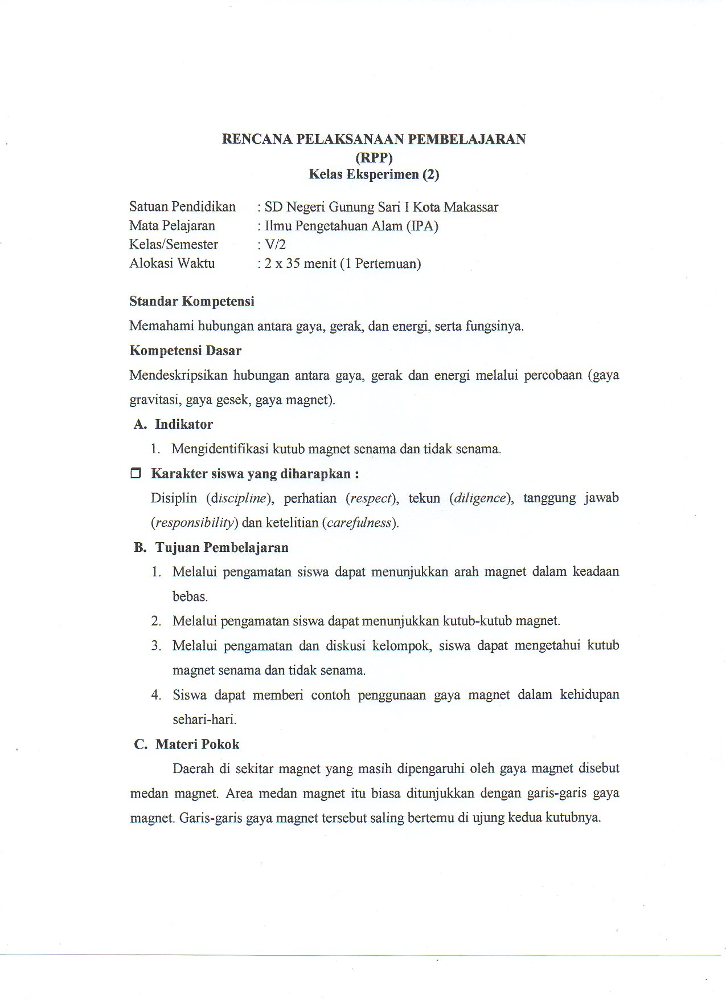 RENCANA PELAKSANAAN PEMBELAJARAN
(RPP)
Kelas Eksperimen (2)
Satuan Pendidikan : SD Negeri Gunung Sari I Kota Makassar
Mata Pelajaran : Ilmu Pengetahuan Alam (IPA)
Kelas/Semester : V/2
Alokasi Waktu : 2 x 35 menit (1 Pertemuan)
Standar Kompetensi
Memahami hubungan antara gaya, gerak, dan energi, serta fungsinya.
Kompetensi Dasar
Mendeskripsikan hubungan antara gaya, gerak dan energi melalui percobaan (gaya
gravitasi, gaya gesek, gaya magnet).
A. Indikator
1. Mengidentifikasi kutub magnet senama dan tidak senama.
❒ Karakter siswa yang diharapkan :
Disiplin (discipline), perhatian (respect), tekun (diligence), tanggung jawab
(responsibility) dan ketelitian (carefulness).
B. Tujuan Pembelajaran
1. Melalui pengamatan siswa dapat menunjukkan arah magnet dalam keadaan
bebas.
2. Melalui pengamatan siswa dapat menunjukkan kutub-kutub magnet.
3. Melalui pengamatan dan diskusi kelompok, siswa dapat mengetahui kutub
magnet senama dan tidak senama.
4. Siswa dapat memberi contoh penggunaan gaya magnet dalam kehidupan
sehari-hari.
C. Materi Pokok
Daerah di sekitar magnet yang masih dipengaruhi oleh gaya magnet disebut
medan magnet. Area medan magnet itu biasa ditunjukkan dengan garis-garis gaya
magnet. Garis-garis gaya magnet tersebut saling bertemu di ujung kedua kutubnya.